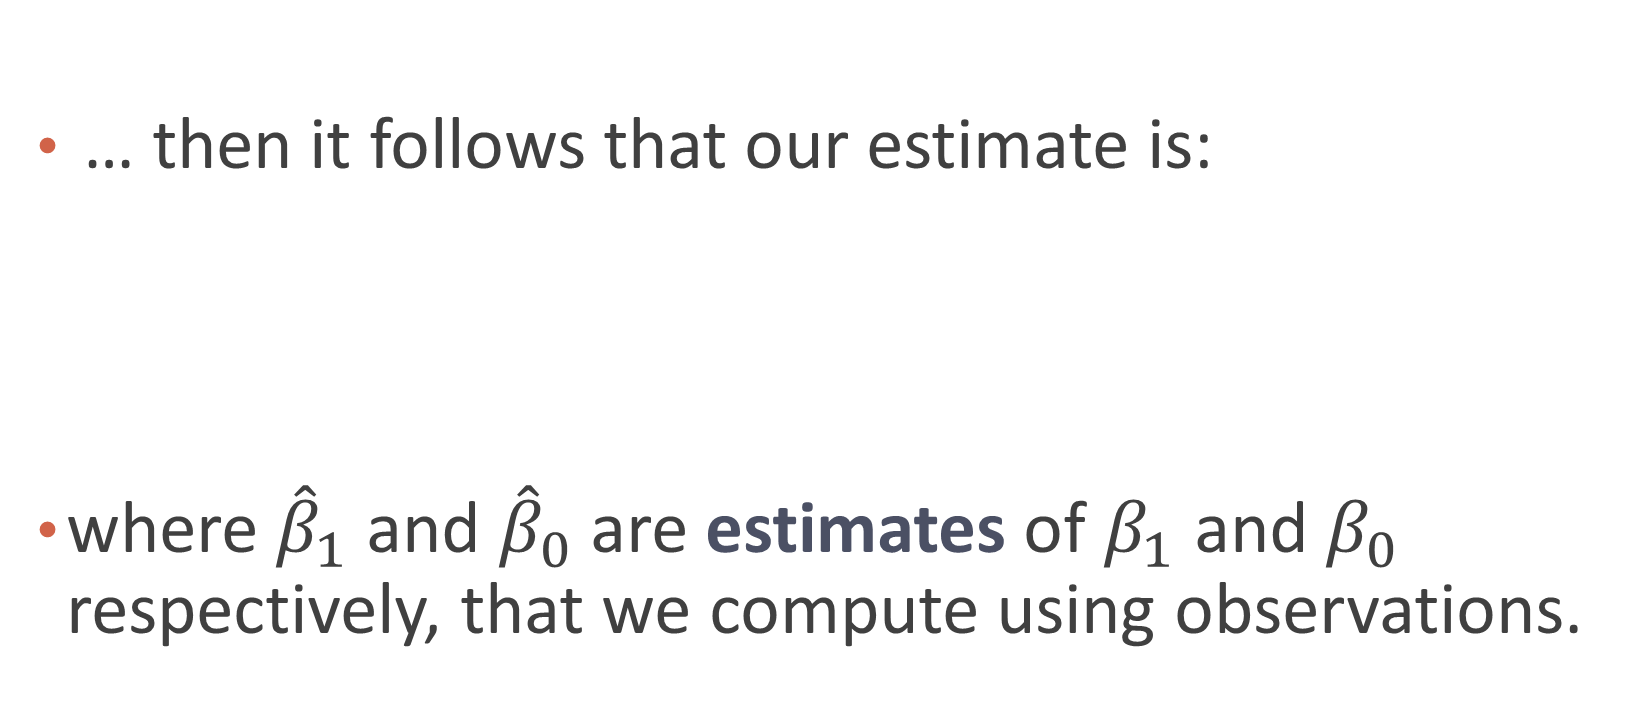 • … then it follows that our estimate is:
• where β̂₁ and β̂₀ are estimates of β₁ and β₀
respectively, that we compute using observations.